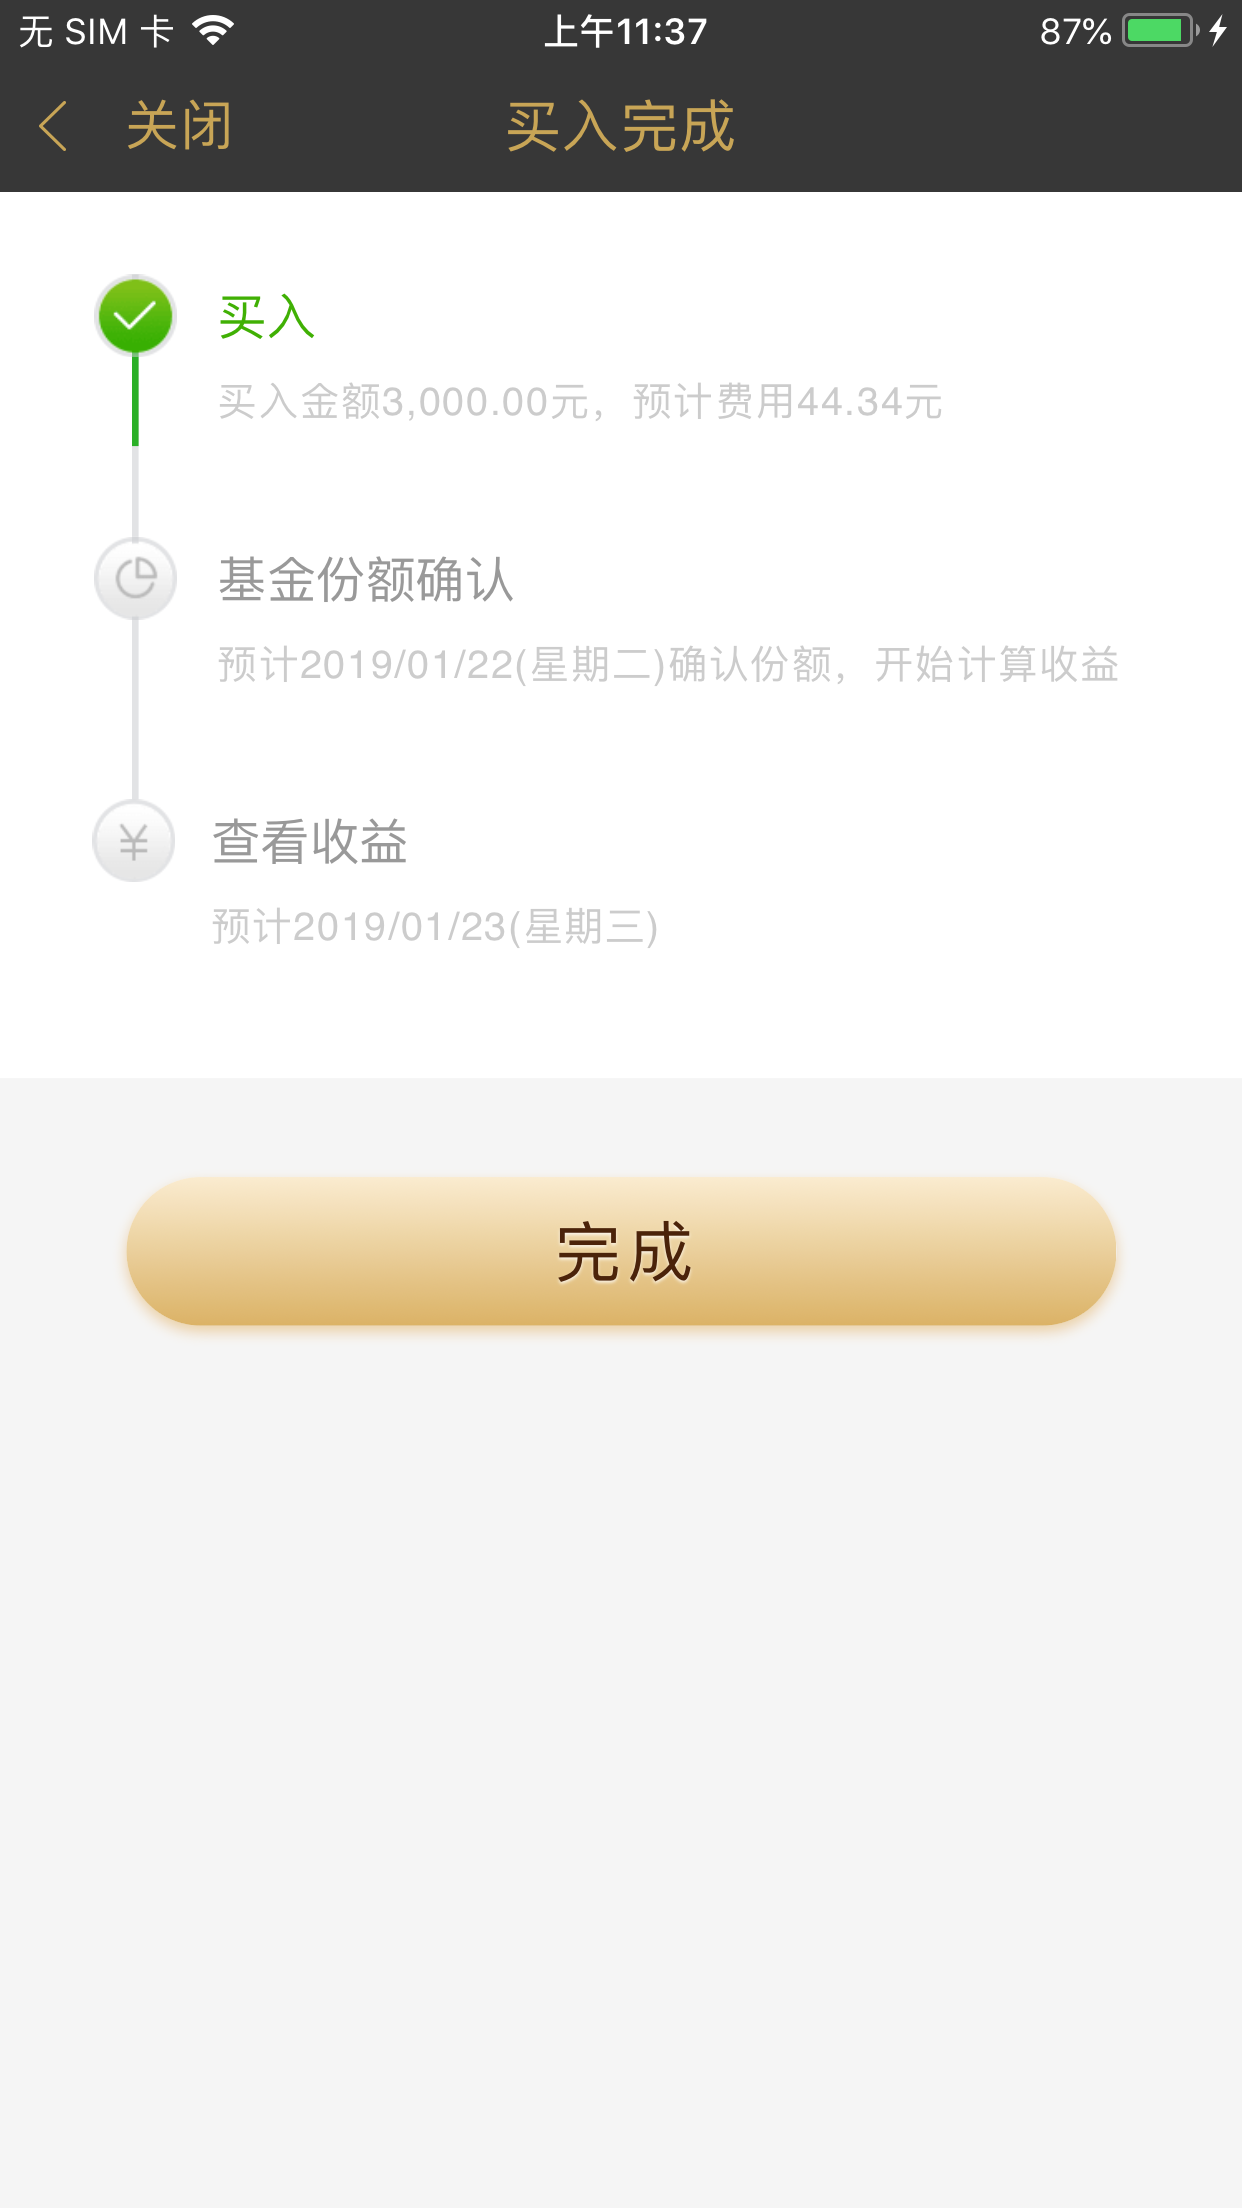 无 SIM 卡
上午11:37
87%
关闭
买入完成
买入
买入金额3,000.00元，预计费用44.34元
基金份额确认
预计2019/01/22(星期二)确认份额，开始计算收益
查看收益
预计2019/01/23(星期三)
完成